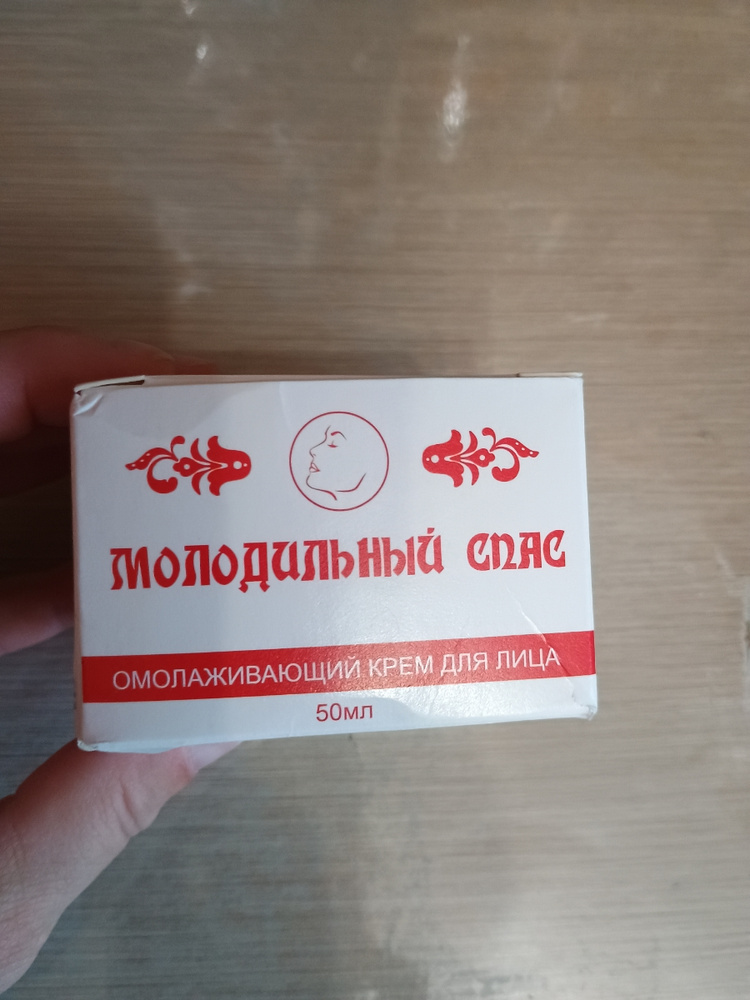 МОЛОДИЛЬНЫЙ СПАС
ОМОЛАЖИВАЮЩИЙ КРЕМ ДЛЯ ЛИЦА
50мл